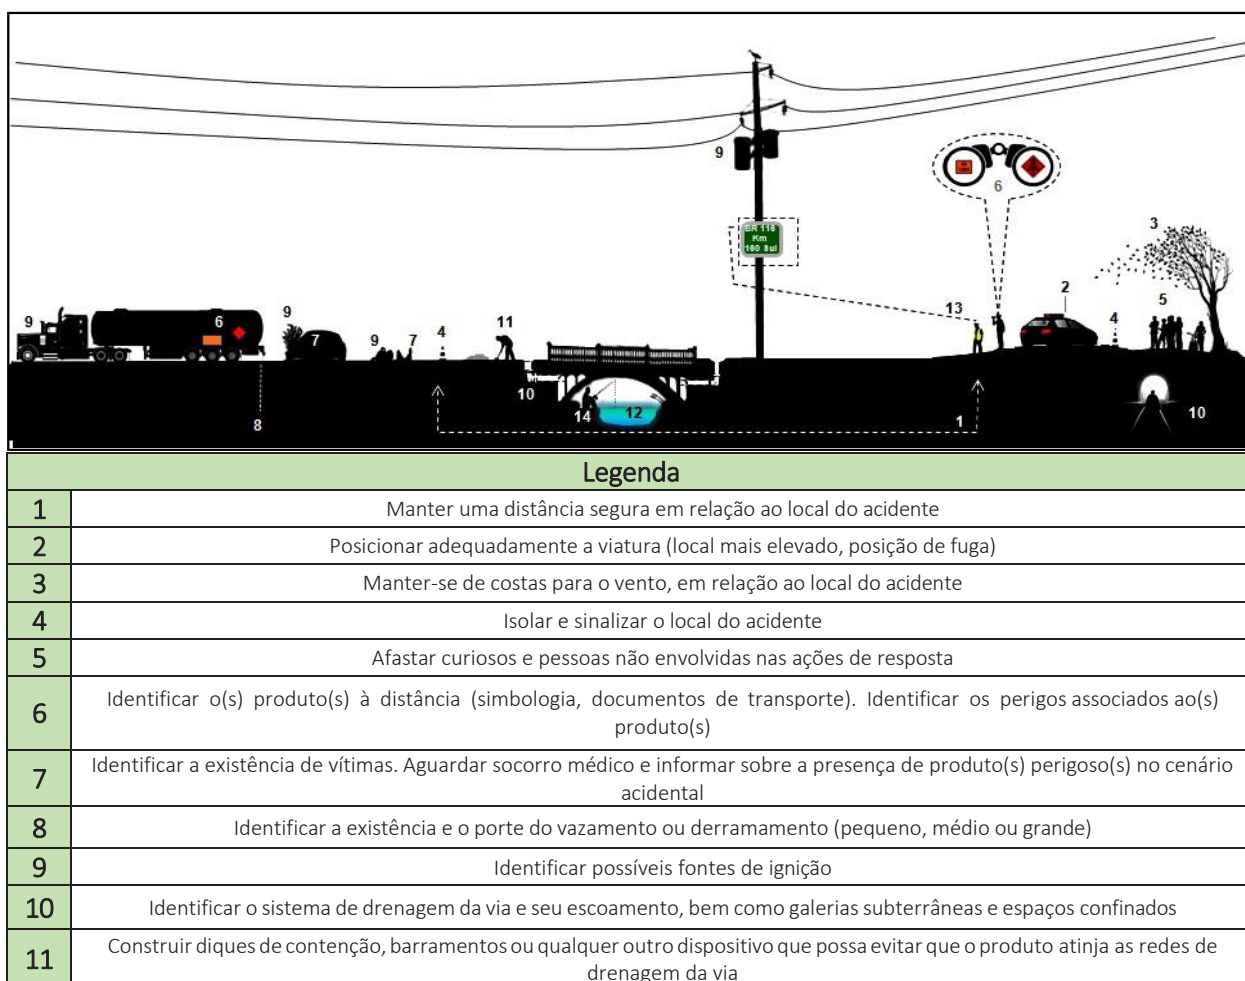 9
BR 116
Km
160 Sul
6
3
2
13
4
5
9
6
9
7
9
7
4
11
10
14
12
8
1
10
Legenda
1 Manter uma distância segura em relação ao local do acidente
2 Posicionar adequadamente a viatura (local mais elevado, posição de fuga)
3 Manter-se de costas para o vento, em relação ao local do acidente
4 Isolar e sinalizar o local do acidente
5 Afastar curiosos e pessoas não envolvidas nas ações de resposta
6 Identificar o(s) produto(s) à distância (simbologia, documentos de transporte). Identificar os perigos associados ao(s)
produto(s)
7 Identificar a existência de vítimas. Aguardar socorro médico e informar sobre a presença de produto(s) perigoso(s) no cenário
acidental
8 Identificar a existência e o porte do vazamento ou derramamento (pequeno, médio ou grande)
9 Identificar possíveis fontes de ignição
10 Identificar o sistema de drenagem da via e seu escoamento, bem como galerias subterrâneas e espaços confinados
11 Construir diques de contenção, barramentos ou qualquer outro dispositivo que possa evitar que o produto atinja as redes de
drenagem da via